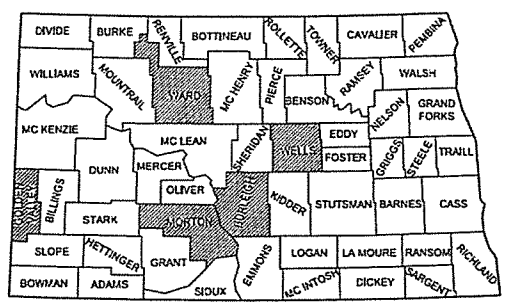 DIVIDE
BURKE
RENVILLE
BOTTINEAU
ROLLETTE
TOWNER
CAVALIER
PEMBINA
WILLIAMS
MOUNTRAIL
WARD
MC HENRY
PIERCE
BENSON
RAMSEY
WALSH
NELSON
GRAND
FORKS
MC KENZIE
MC LEAN
SHERIDAN
WELLS
EDDY
FOSTER
GRIGGS
STEELE
TRAILL
DUNN
MERCER
OLIVER
GOLDEN
VALLEY
BILLINGS
STARK
MORTON
BURLEIGH
KIDDER
STUTSMAN
BARNES
CASS
SLOPE
HETTINGER
GRANT
EMMONS
LOGAN
LA MOURE
RANSOM
RICHLAND
BOWMAN
ADAMS
SIOUX
MC INTOSH
DICKEY
SARGENT